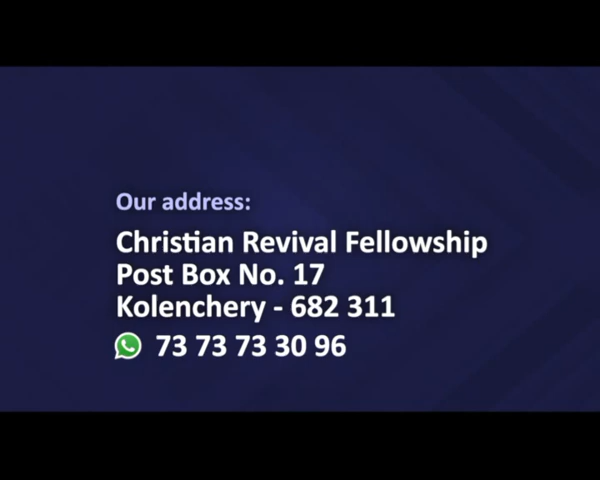 Our address:
Christian Revival Fellowship
Post Box No. 17
Kolenchery - 682 311
73 73 73 30 96